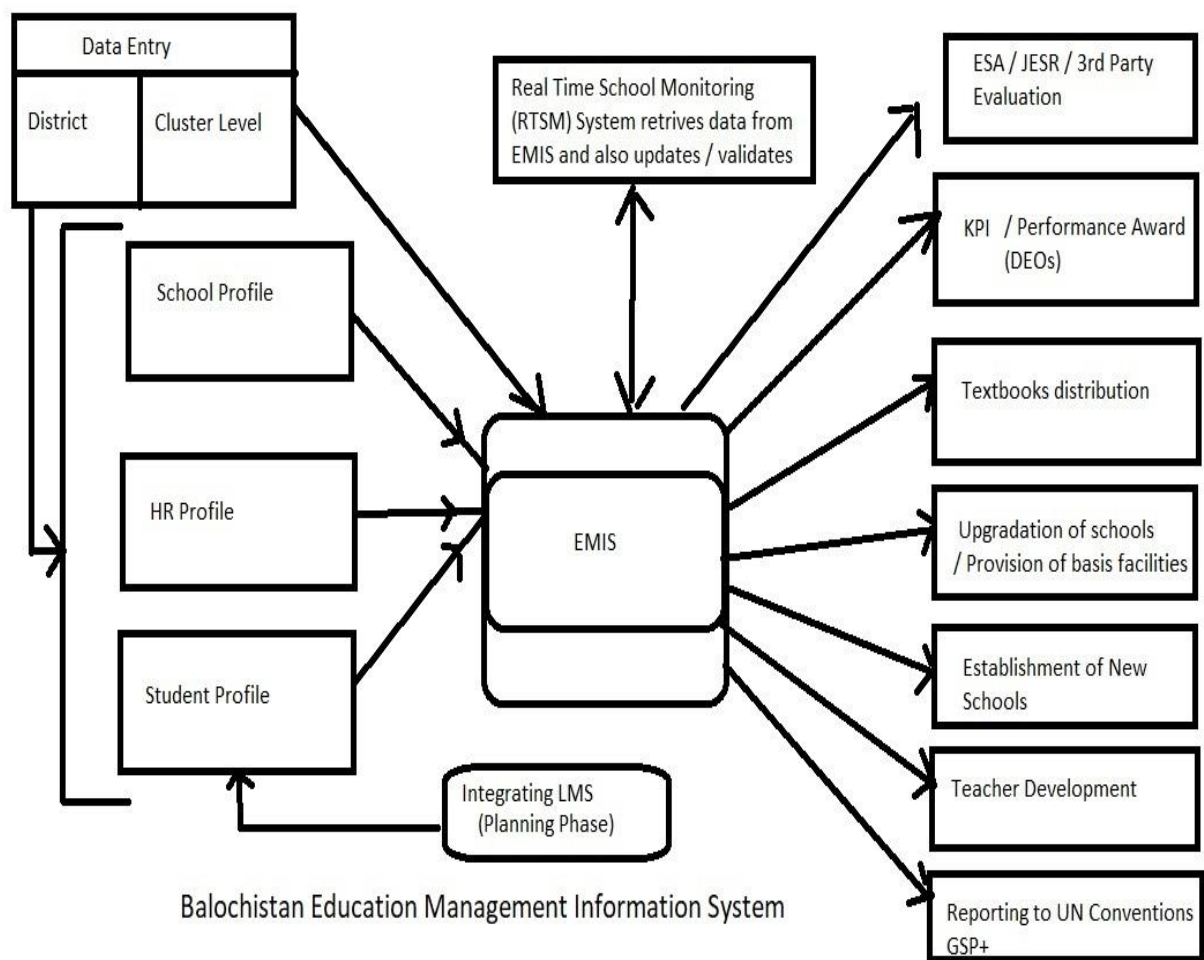 Data Entry
District
Cluster Level
School Profile
HR Profile
Student Profile
Integrating LMS
(Planning Phase)
Real Time School Monitoring
(RTSM) System retrives data from
EMIS and also updates / validates
EMIS
ESA / JESR / 3rd Party
Evaluation
KPI / Performance Award
(DEOs)
Textbooks distribution
Upgradation of schools
/ Provision of basis facilities
Establishment of New
Schools
Teacher Development
Reporting to UN Conventions
GSP+
Balochistan Education Management Information System